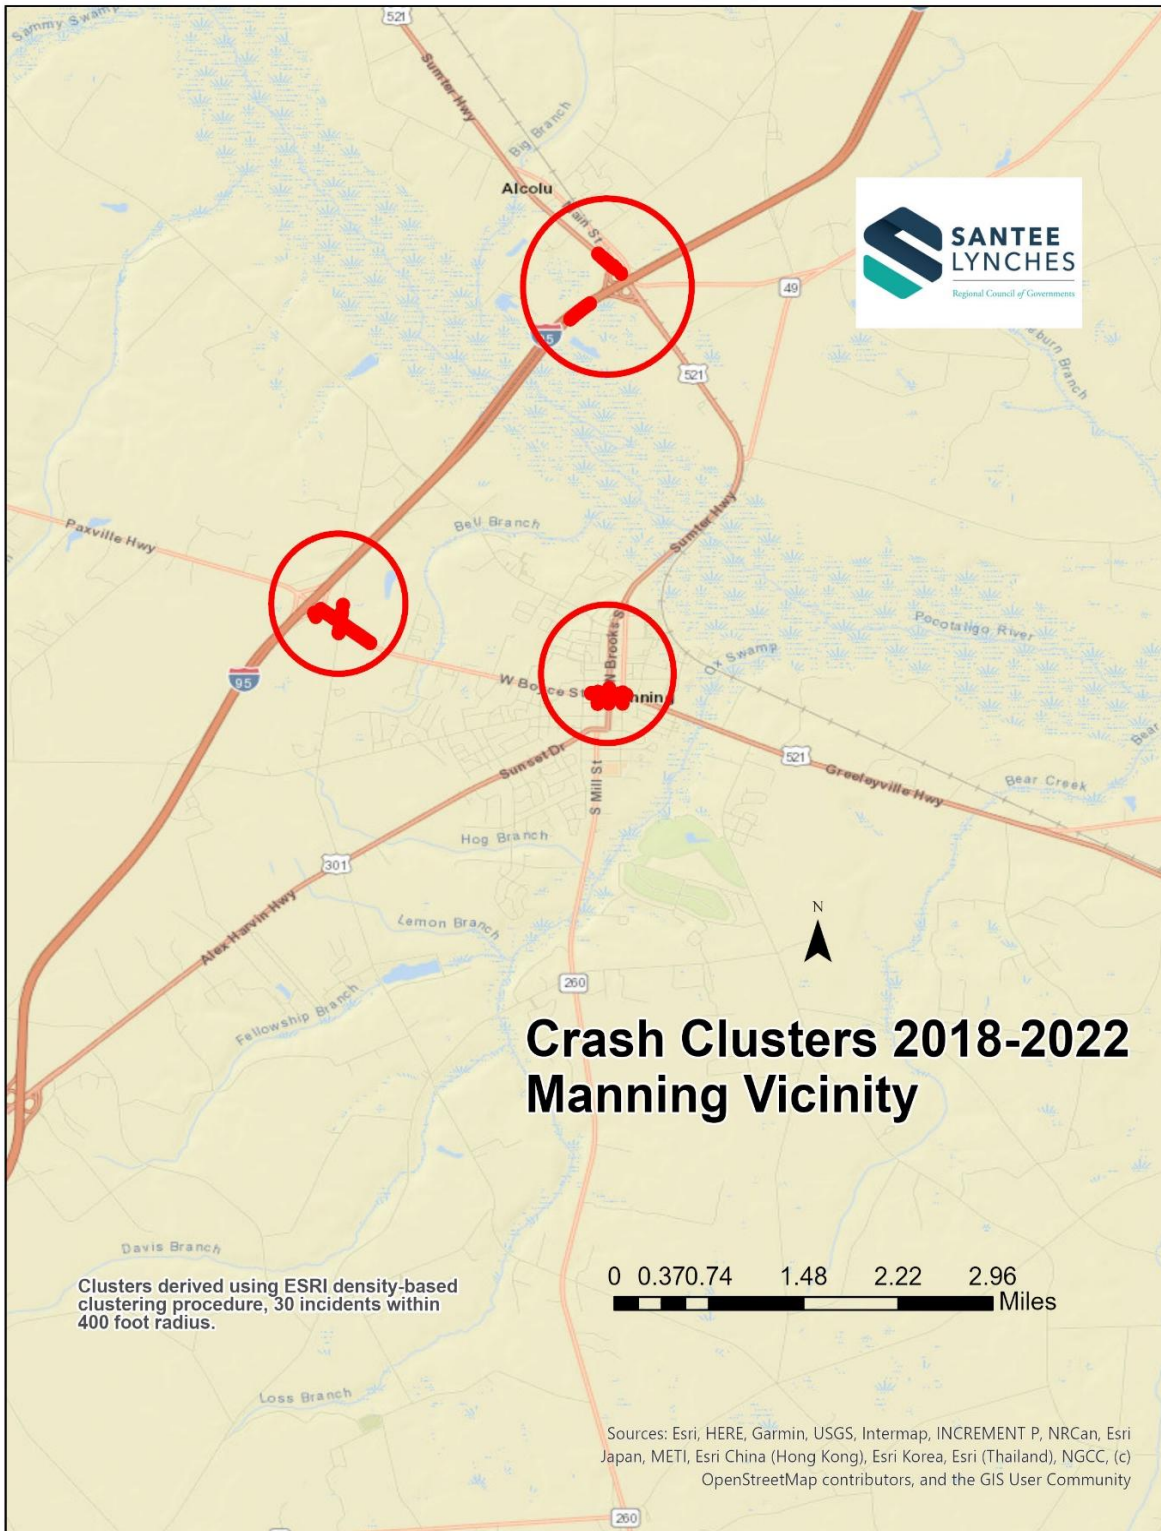 521
Sammy Swamp
Sumter Hwy
Big Branch
Alcolu
Main St
SANTEE
LYNCHES
Regional Council of Governments
49
95
521
Paxville Hwy
Bell Branch
Sumter Hwy
Pocotaligo River
Ox Swamp
N Brooks S
95
W Boyce St
nning
521
Sunset Dr
Greeleyville Hwy
Bear
Bear Creek
S Mill St
Hog Branch
301
Alex Harvin Hwy
Lemon Branch
N
260
Fellowship Branch
Crash Clusters 2018-2022
Manning Vicinity
Davis Branch
Clusters derived using ESRI density-based
clustering procedure, 30 incidents within
400 foot radius.
0 0.37 0.74 1.48 2.22 2.96
Miles
Loss Branch
Sources: Esri, HERE, Garmin, USGS, Intermap, INCREMENT P, NRCan, Esri
Japan, METI, Esri China (Hong Kong), Esri Korea, Esri (Thailand), NGCC, (c)
OpenStreetMap contributors, and the GIS User Community
260